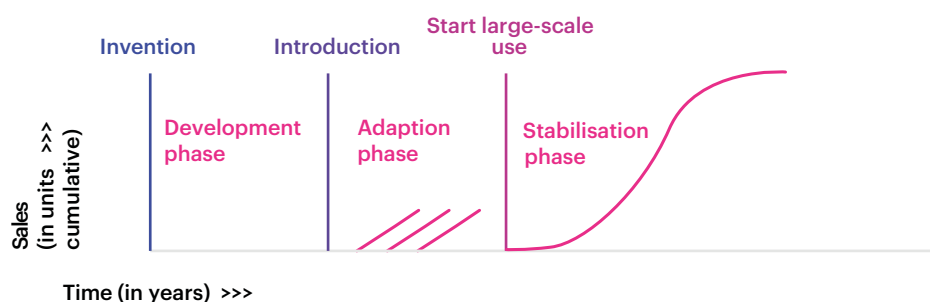 Start large-scale
use
Invention
Introduction
Development
phase
Adaption
phase
Stabilisation
phase
Sales
(in units >>>
cumulative)
Time (in years) >>>